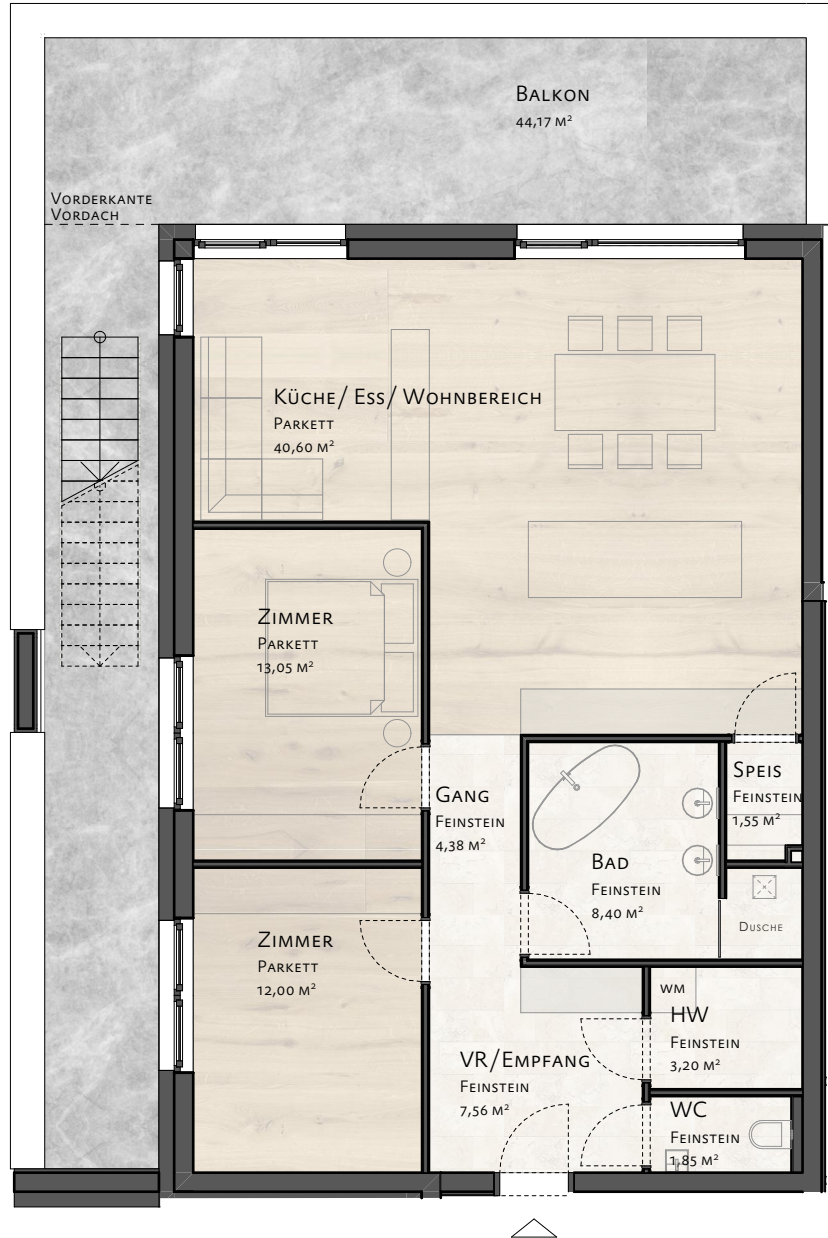 Balkon
44,17 m²
Vorderkante
Vordach
Küche/ Ess/ Wohnbereich
Parkett
40,60 m²
Zimmer
Parkett
13,05 m²
Gang
Feinstein
4,38 m²
Speis
Feinstein
1,55 m²
Bad
Feinstein
8,40 m²
Dusche
Zimmer
Parkett
12,00 m²
WM
HW
Feinstein
3,20 m²
VR/Empfang
Feinstein
7,56 m²
WC
Feinstein
1,85 m²